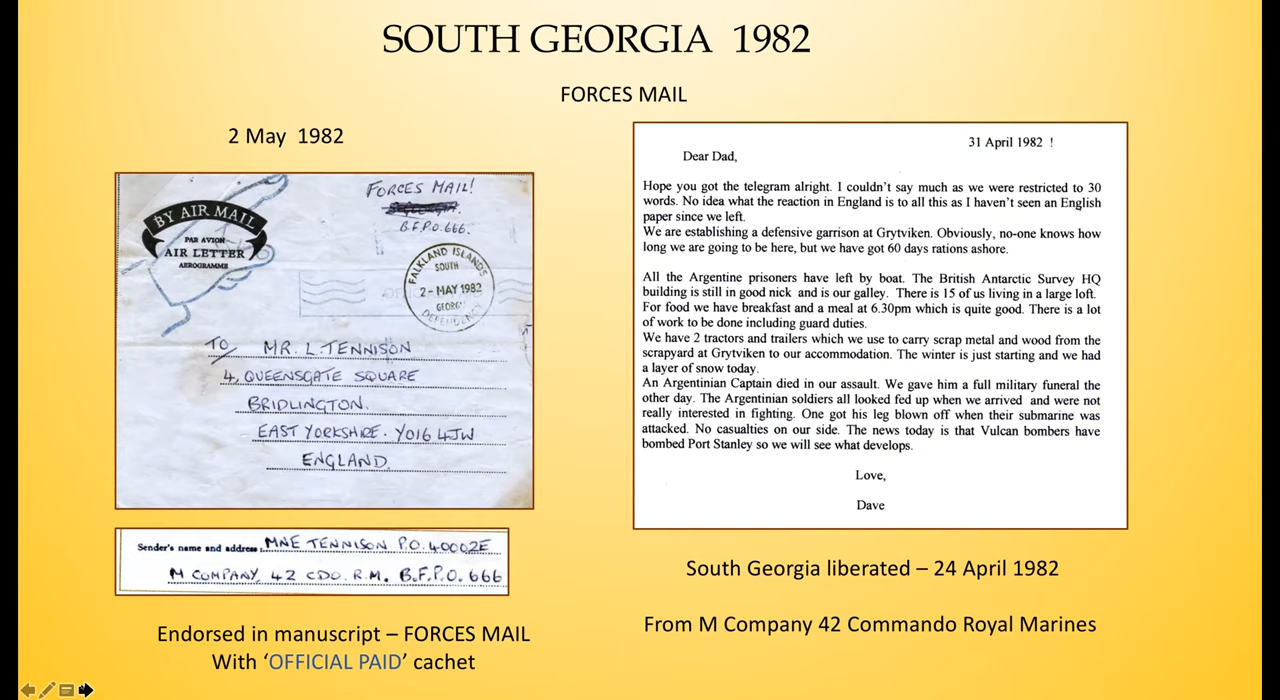 SOUTH GEORGIA 1982
FORCES MAIL
2 May 1982
FORCES MAIL!
B.F.P.O. 666.
BY AIR MAIL
PAR AVION
AIR LETTER
AEROGRAMME
FALKLAND ISLANDS
SOUTH
2-MAY 1982
GEORG
DEPENDENCY
TO MR. L. TENNISON
4, QUEENSGATE SQUARE
BRIDLINGTON.
EAST YORKSHIRE. YO16 4JW
ENGLAND.
Sender's name and address: MNE TENNISON P.O. 40002E
M COMPANY, 42 CDO. R.M. B.F.P.O. 666
Endorsed in manuscript – FORCES MAIL
With ‘OFFICIAL PAID’ cachet
31 April 1982 !
Dear Dad,
Hope you got the telegram alright. I couldn't say much as we were restricted to 30
words. No idea what the reaction in England is to all this as I haven't seen an English
paper since we left.
We are establishing a defensive garrison at Grytviken. Obviously, no-one knows how
long we are going to be here, but we have got 60 days rations ashore.
All the Argentine prisoners have left by boat. The British Antarctic Survey HQ
building is still in good nick and is our galley. There is 15 of us living in a large loft.
For food we have breakfast and a meal at 6.30pm which is quite good. There is a lot
of work to be done including guard duties.
We have 2 tractors and trailers which we use to carry scrap metal and wood from the
scrapyard at Grytviken to our accommodation. The winter is just starting and we had
a layer of snow today.
An Argentinian Captain died in our assault. We gave him a full military funeral the
other day. The Argentinian soldiers all looked fed up when we arrived and were not
really interested in fighting. One got his leg blown off when their submarine was
attacked. No casualties on our side. The news today is that Vulcan bombers have
bombed Port Stanley so we will see what develops.
Love,
Dave
South Georgia liberated – 24 April 1982
From M Company 42 Commando Royal Marines